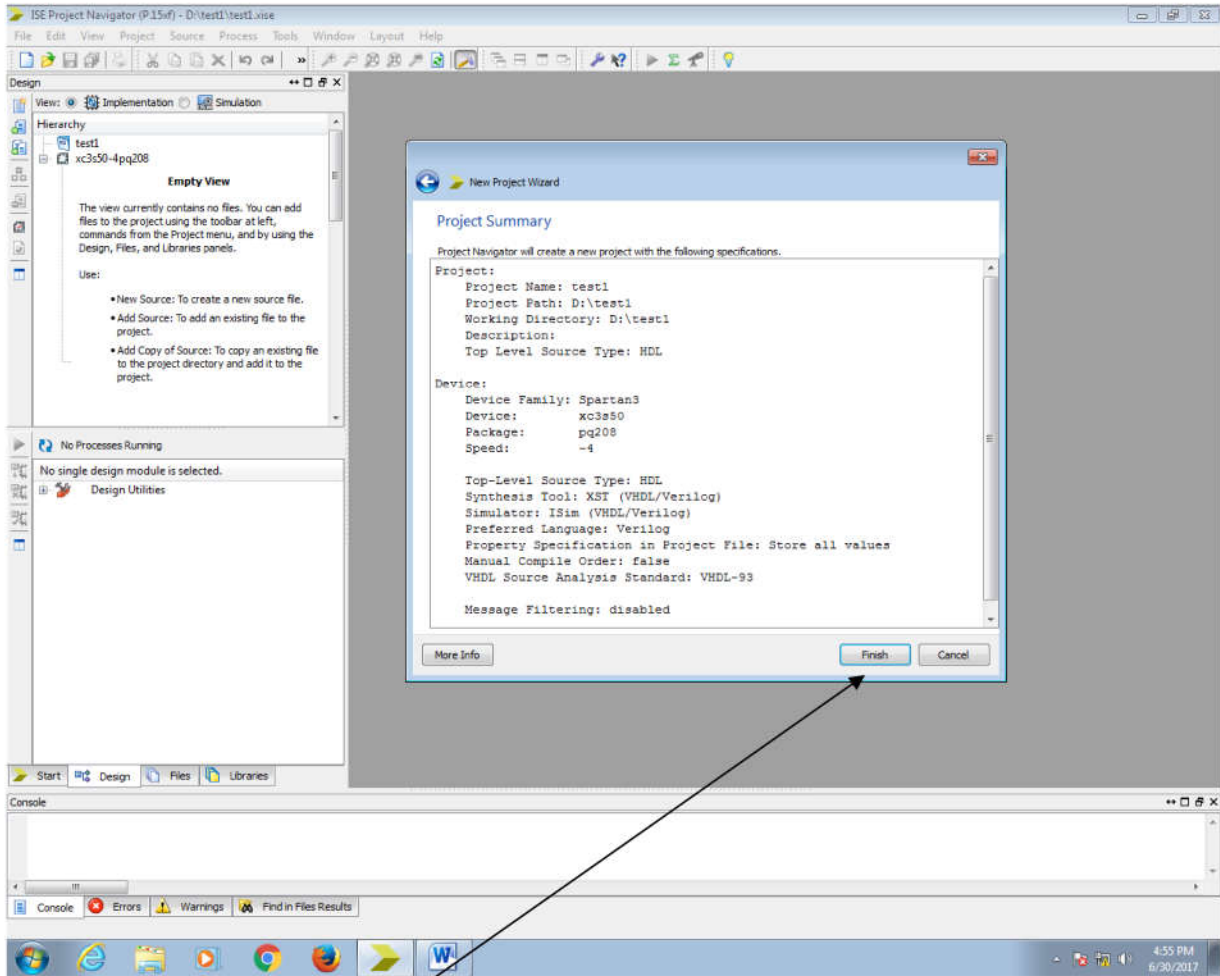 ISE Project Navigator (P.15xf) - D:\test1\test1.xise
File Edit View Project Source Process Tools Window Layout Help
Design
View: Implementation Simulation
Hierarchy
test1
xc3s50-4pq208
Empty View
The view currently contains no files. You can add
files to the project using the toolbar at left,
commands from the Project menu, and by using the
Design, Files, and Libraries panels.
Use:
• New Source: To create a new source file.
• Add Source: To add an existing file to the
project.
• Add Copy of Source: To copy an existing file
to the project directory and add it to the
project.
No Processes Running
No single design module is selected.
Design Utilities
Start Design Files Libraries
New Project Wizard
Project Summary
Project Navigator will create a new project with the following specifications.
Project:
Project Name: test1
Project Path: D:\test1
Working Directory: D:\test1
Description:
Top Level Source Type: HDL
Device:
Device Family: Spartan3
Device: xc3s50
Package: pq208
Speed: -4
Top-Level Source Type: HDL
Synthesis Tool: XST (VHDL/Verilog)
Simulator: ISim (VHDL/Verilog)
Preferred Language: Verilog
Property Specification in Project File: Store all values
Manual Compile Order: false
VHDL Source Analysis Standard: VHDL-93
Message Filtering: disabled
More Info Finish Cancel
Console
Console Errors Warnings Find in Files Results
4:55 PM
6/30/2017